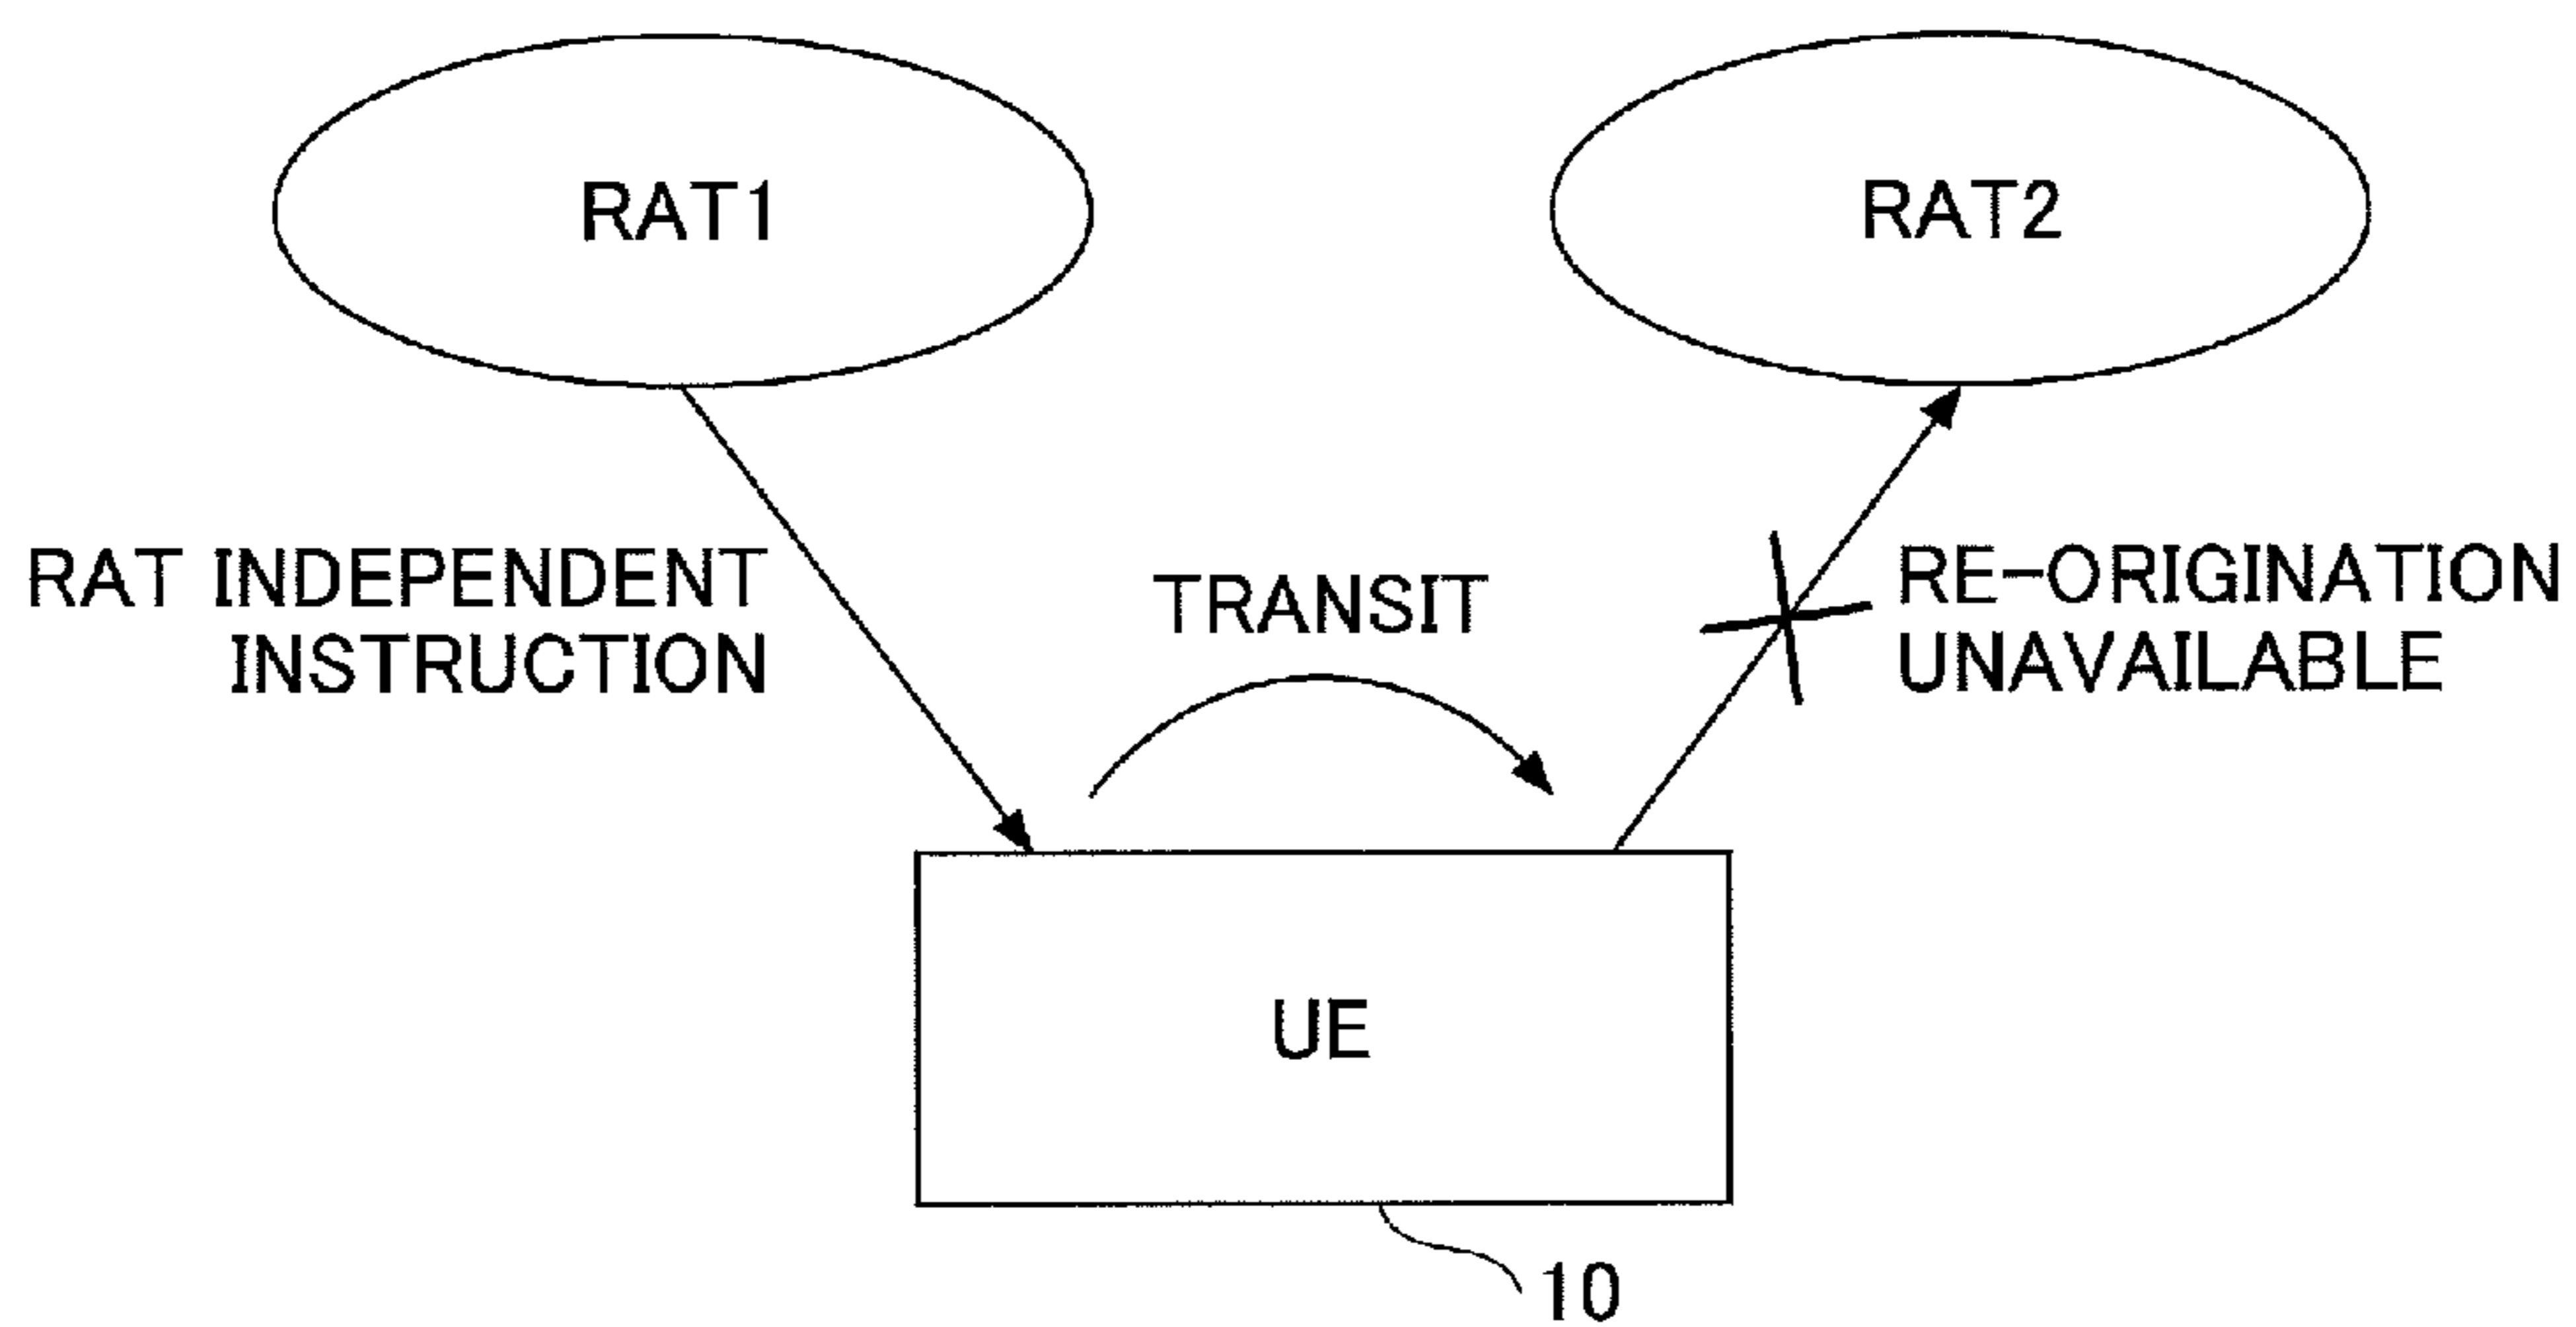 RAT1
RAT2
RAT INDEPENDENT
INSTRUCTION
TRANSIT
RE-ORIGINATION
UNAVAILABLE
UE
10